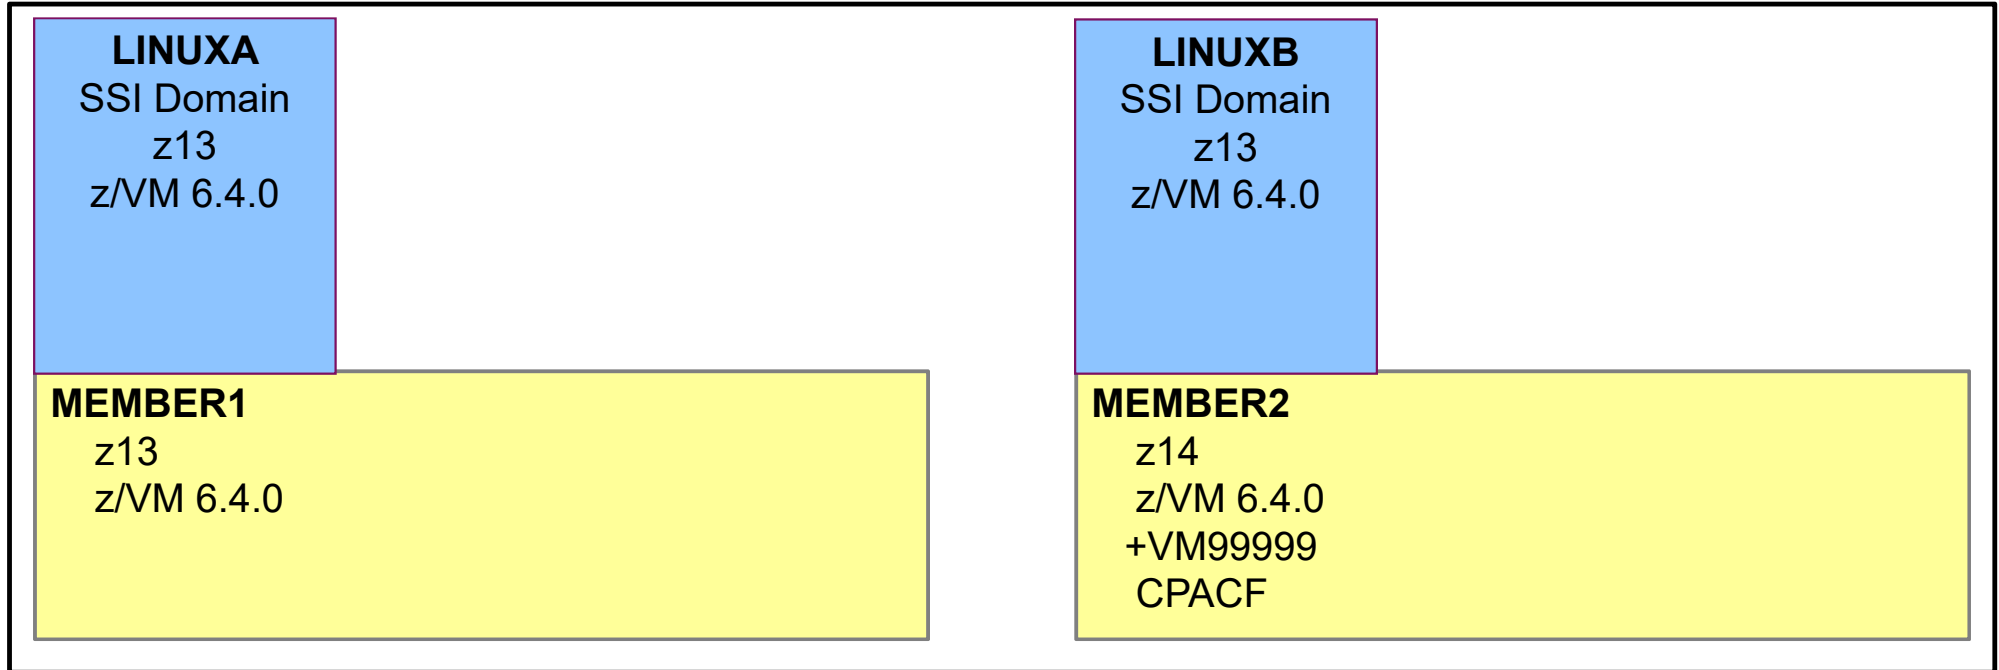 LINUXA
SSI Domain
z13
z/VM 6.4.0
LINUXB
SSI Domain
z13
z/VM 6.4.0
MEMBER1
z13
z/VM 6.4.0
MEMBER2
z14
z/VM 6.4.0
+VM99999
CPACF